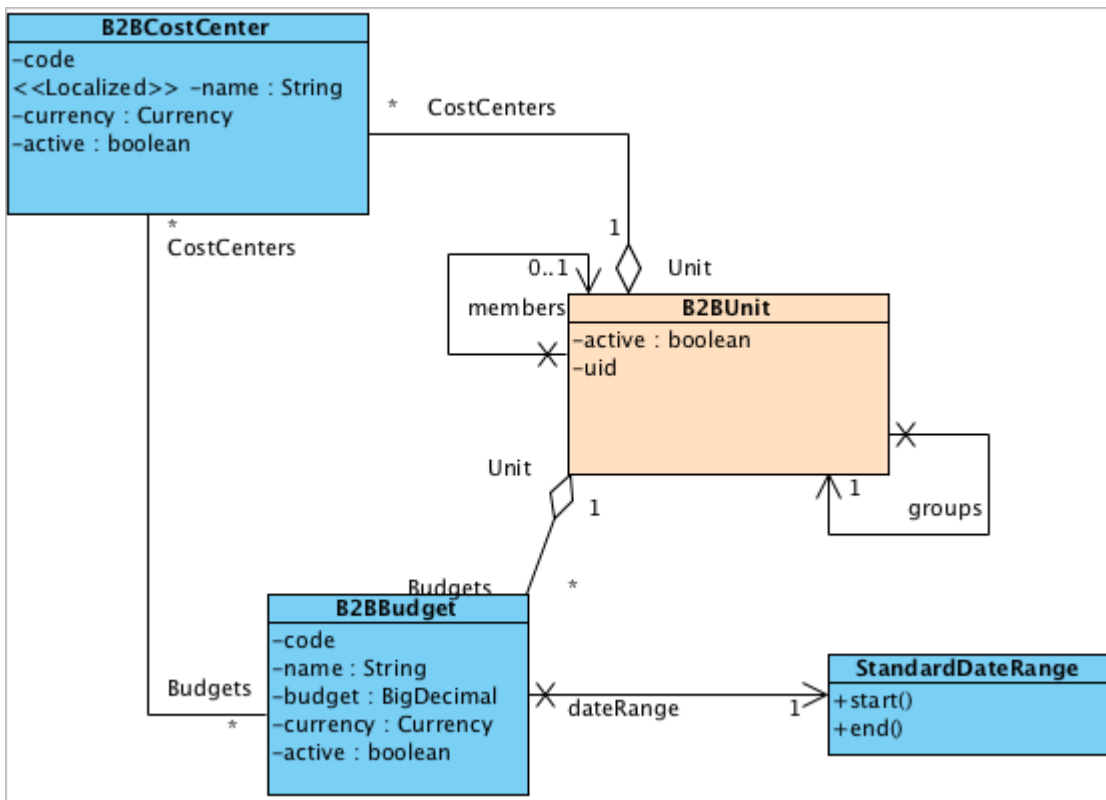 B2BCostCenter
-code
<<Localized>> -name : String
-currency : Currency
-active : boolean
* CostCenters
*
CostCenters
1
Unit
0..1
members
B2BUnit
-active : boolean
-uid
Unit
1
1
groups
Budgets *
B2BBudget
-code
-name : String
-budget : BigDecimal
-currency : Currency
-active : boolean
Budgets
*
dateRange
1
StandardDateRange
+start()
+end()